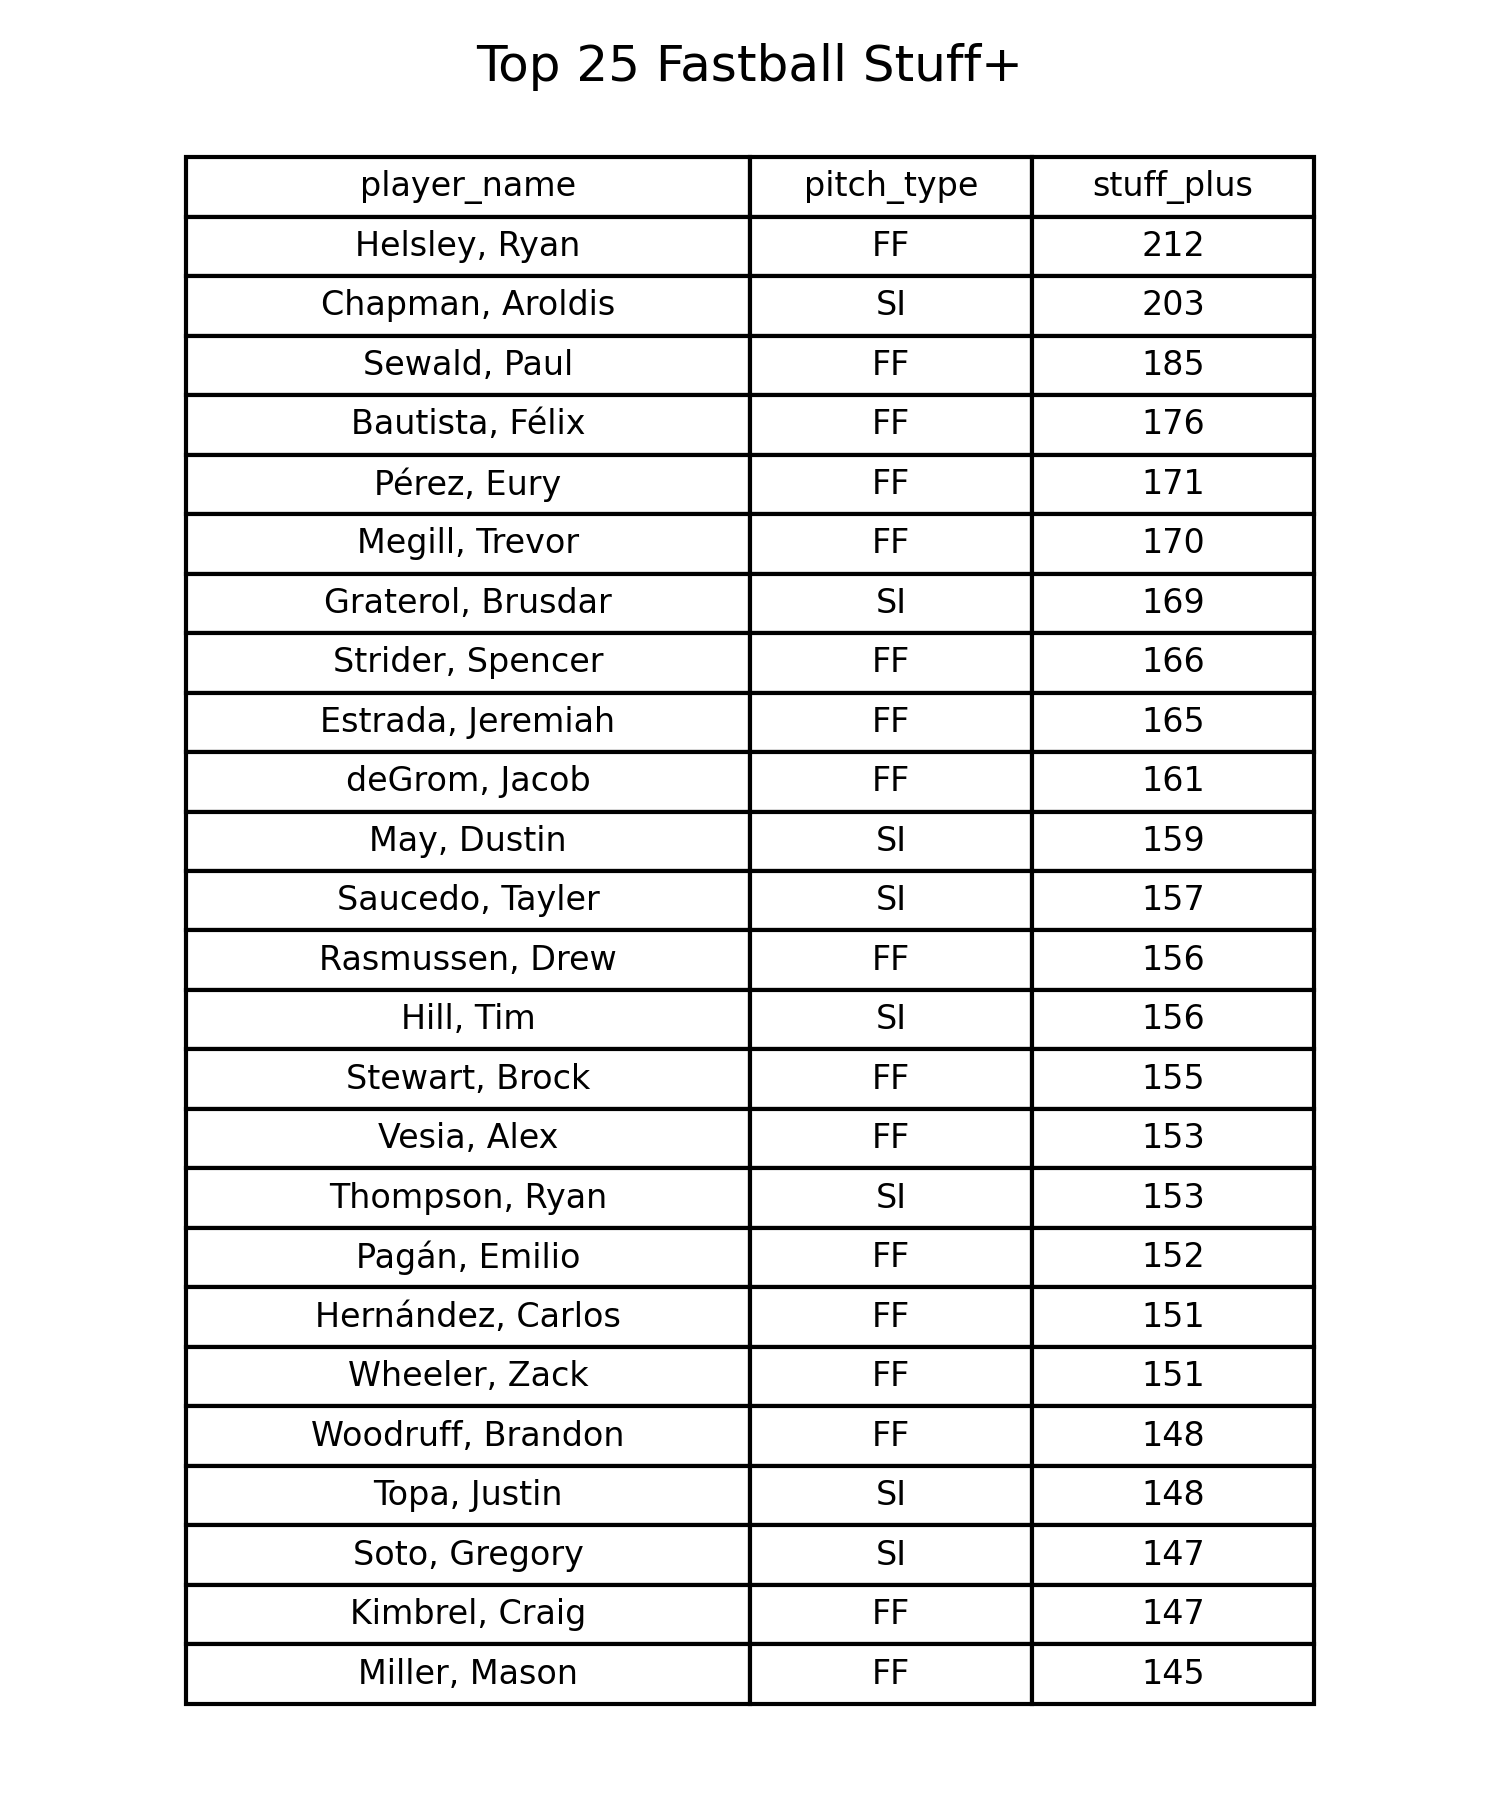 Top 25 Fastball Stuff+
player_name pitch_type stuff_plus
Helsley, Ryan FF 212
Chapman, Aroldis SI 203
Sewald, Paul FF 185
Bautista, Félix FF 176
Pérez, Eury FF 171
Megill, Trevor FF 170
Graterol, Brusdar SI 169
Strider, Spencer FF 166
Estrada, Jeremiah FF 165
deGrom, Jacob FF 161
May, Dustin SI 159
Saucedo, Tayler SI 157
Rasmussen, Drew FF 156
Hill, Tim SI 156
Stewart, Brock FF 155
Vesia, Alex FF 153
Thompson, Ryan SI 153
Pagán, Emilio FF 152
Hernández, Carlos FF 151
Wheeler, Zack FF 151
Woodruff, Brandon FF 148
Topa, Justin SI 148
Soto, Gregory SI 147
Kimbrel, Craig FF 147
Miller, Mason FF 145